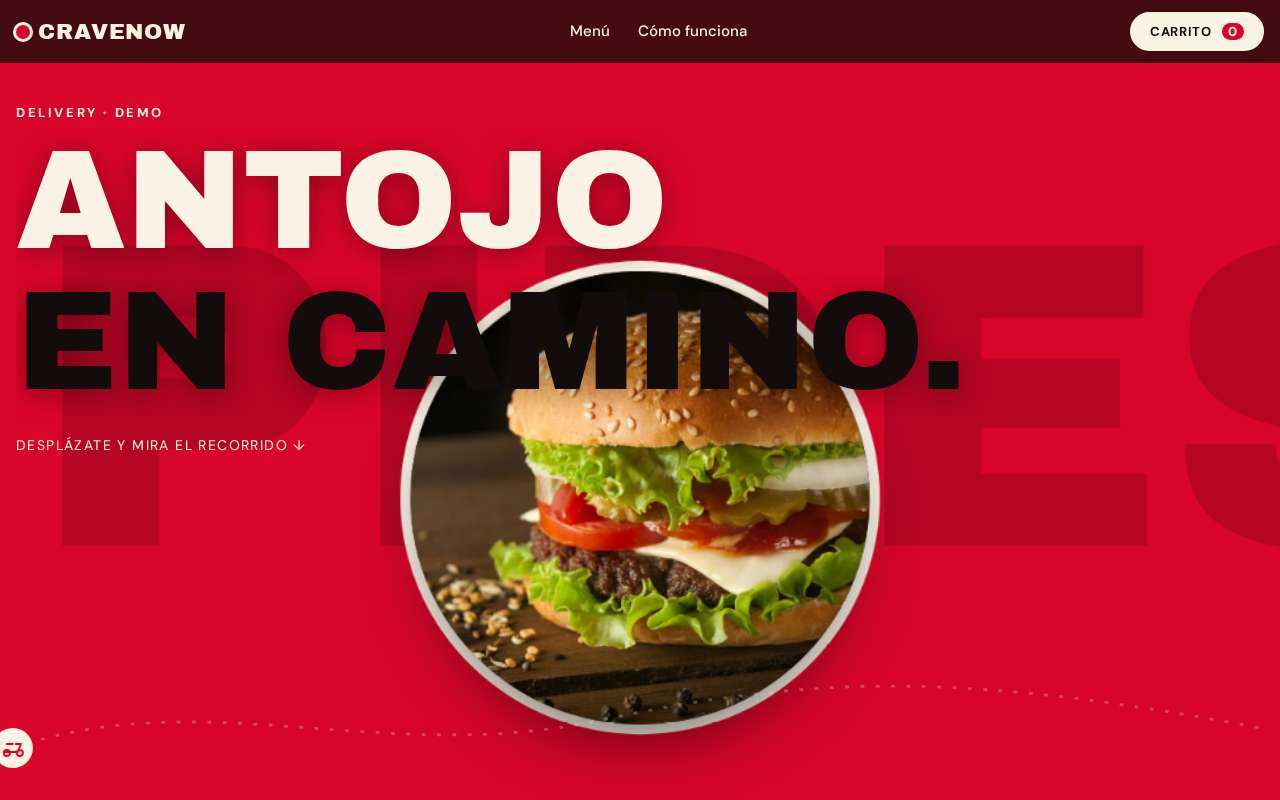 CRAVENOW
Menú
Cómo funciona
CARRITO 0
DELIVERY · DEMO
ANTOJO
EN CAMINO.
DESPLÁZATE Y MIRA EL RECORRIDO ↓